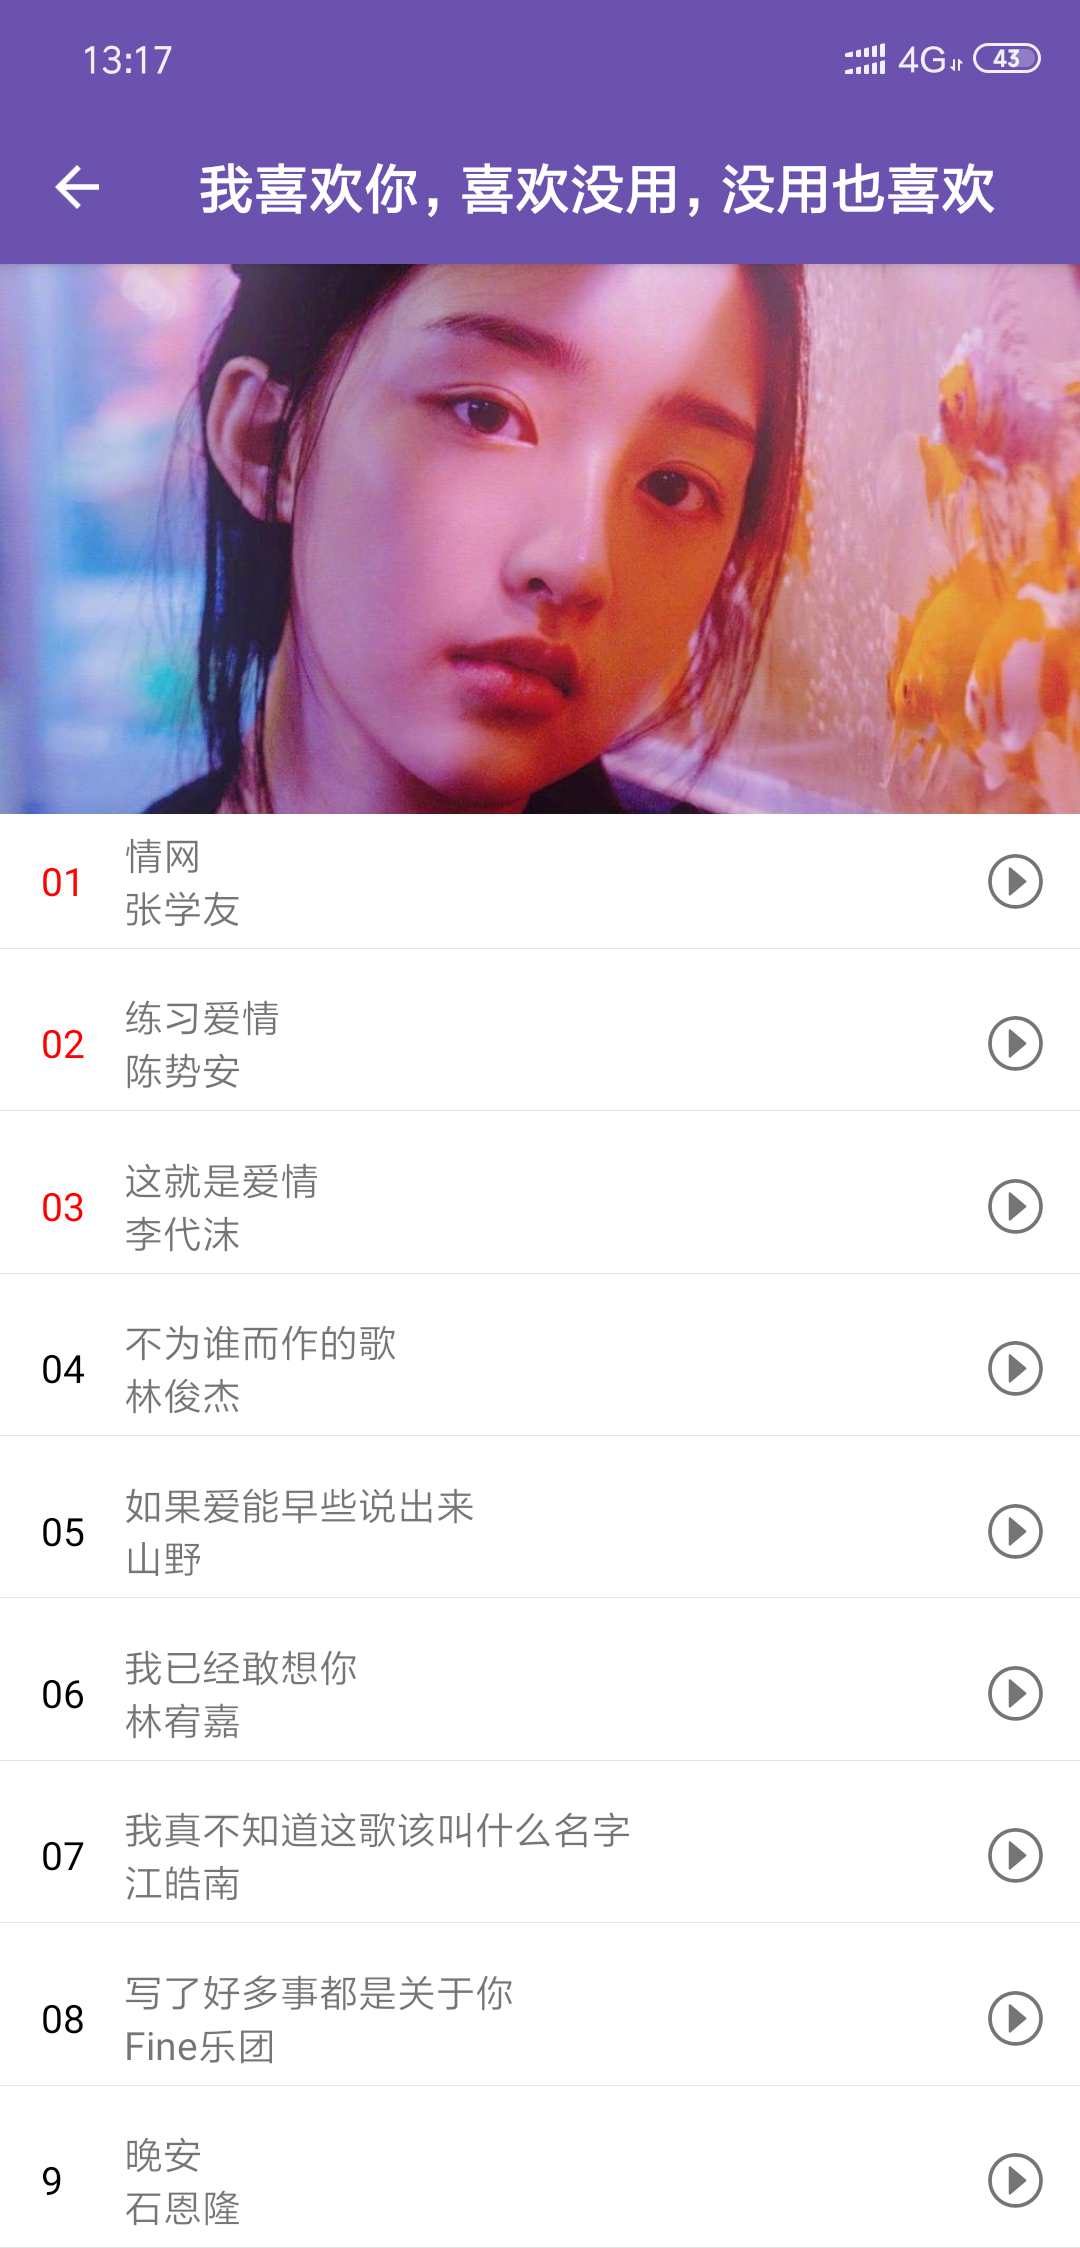 13:17 4G 43
我喜欢你，喜欢没用，没用也喜欢
01
情网
张学友
02
练习爱情
陈势安
03
这就是爱情
李代沫
04
不为谁而作的歌
林俊杰
05
如果爱能早些说出来
山野
06
我已经敢想你
林宥嘉
07
我真不知道这歌该叫什么名字
江皓南
08
写了好多事都是关于你
Fine乐团
9
晚安
石恩隆